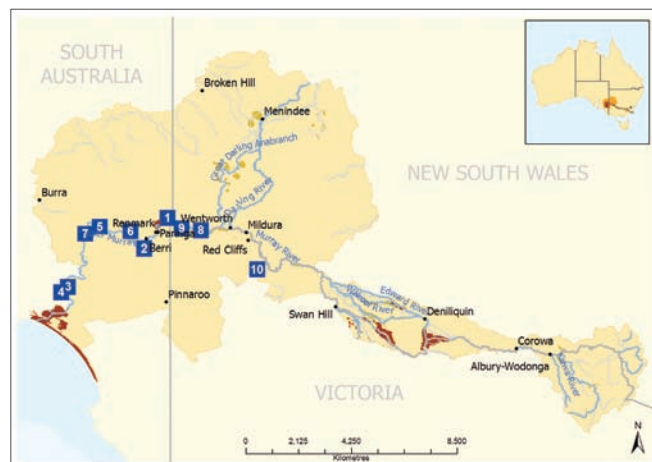 SOUTH
AUSTRALIA
Broken Hill
Menindee
Great Darling Anabranch
NEW SOUTH WALES
Burra
Darling River
Renmark
1
Wentworth
Mildura
5
6
Paringa
9
8
7
Murray
Berri
2
Red Cliffs
Murray River
10
3
4
Pinnaroo
Edward River
Wakool River
Swan Hill
Deniliquin
Corowa
Albury-Wodonga
Kiewa River
VICTORIA
0
2,125
4,250
8,500
Kilometres
N